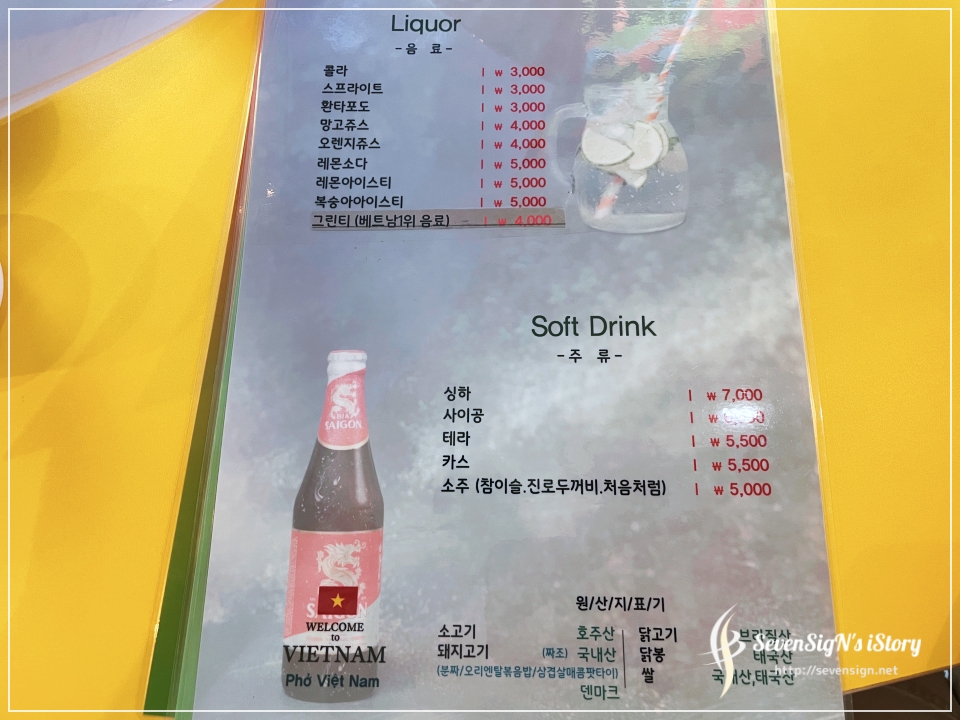 Liquor
-음 료-
콜라 | ₩ 3,000
스프라이트 | ₩ 3,000
환타포도 | ₩ 3,000
망고쥬스 | ₩ 4,000
오렌지쥬스 | ₩ 4,000
레몬소다 | ₩ 5,000
레몬아이스티 | ₩ 5,000
복숭아아이스티 | ₩ 5,000
그린티 (베트남1위 음료) | ₩ 4,000
Soft Drink
-주 류-
싱하 | ₩ 7,000
사이공 | ₩
테라 | ₩ 5,500
카스 | ₩ 5,500
소주 (참이슬.진로두꺼비.처음처럼) | ₩ 5,000
SAIGON
WELCOME
to
VIETNAM
Phở Việt Nam
원/산/지/표/기
소고기 호주산 닭고기 브라질산
돼지고기 (짜조) 국내산 닭봉 태국산
(분짜/오리엔탈볶음밥/삼겹살매콤팟타이) 쌀
덴마크
SevenSigN's iStory
http://sevensign.net